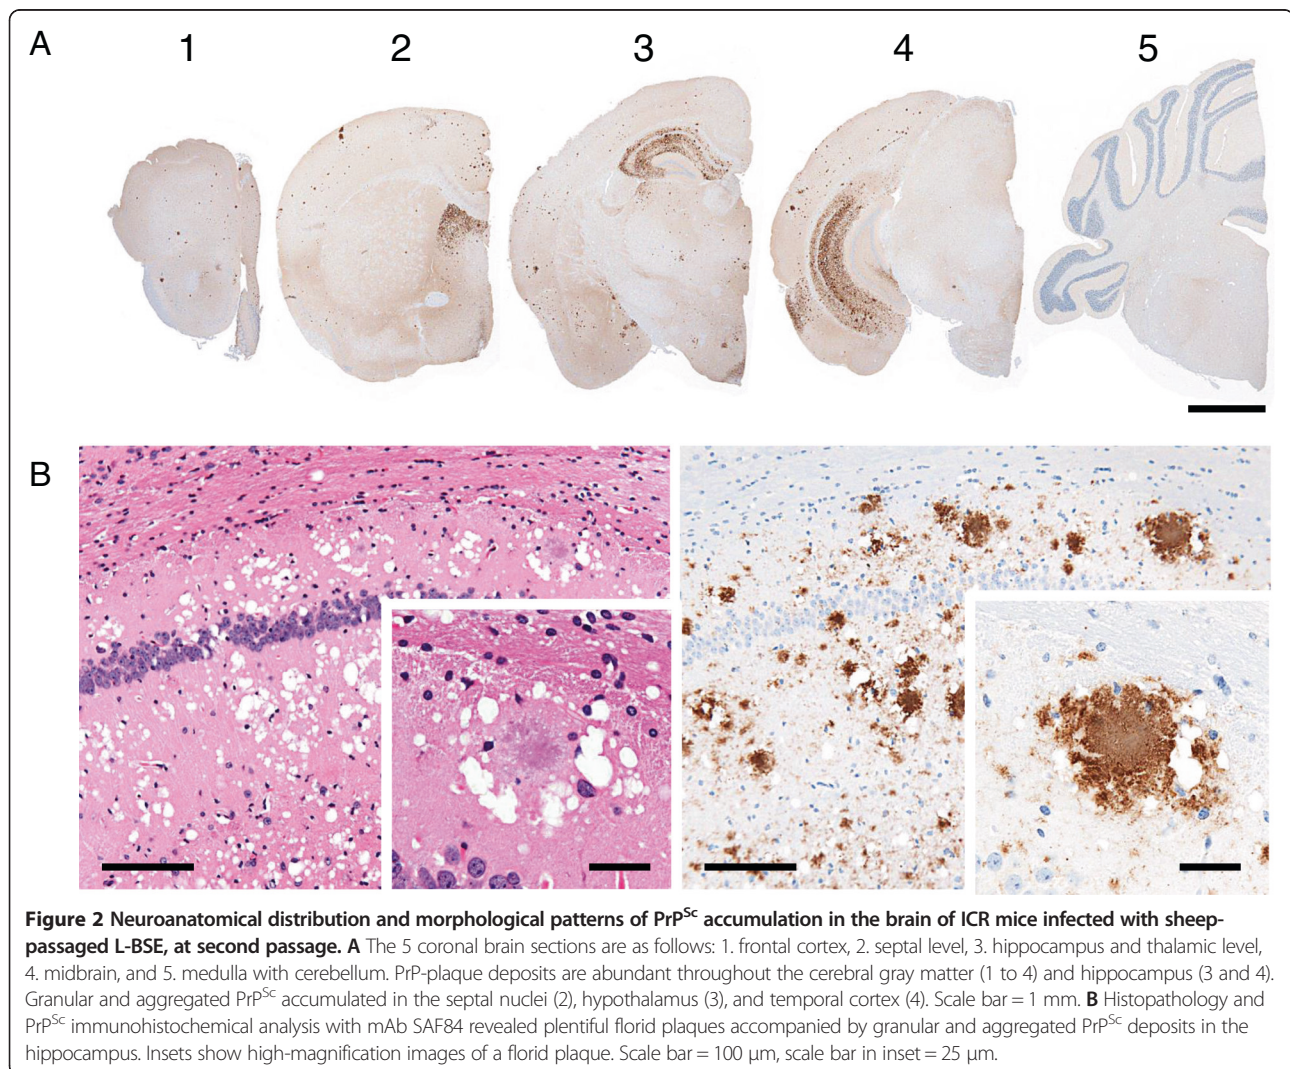 A
1 2 3 4 5
B
Figure 2 Neuroanatomical distribution and morphological patterns of PrPSc accumulation in the brain of ICR mice infected with sheep-
passaged L-BSE, at second passage. A The 5 coronal brain sections are as follows: 1. frontal cortex, 2. septal level, 3. hippocampus and thalamic level,
4. midbrain, and 5. medulla with cerebellum. PrP-plaque deposits are abundant throughout the cerebral gray matter (1 to 4) and hippocampus (3 and 4).
Granular and aggregated PrPSc accumulated in the septal nuclei (2), hypothalamus (3), and temporal cortex (4). Scale bar = 1 mm. B Histopathology and
PrPSc immunohistochemical analysis with mAb SAF84 revealed plentiful florid plaques accompanied by granular and aggregated PrPSc deposits in the
hippocampus. Insets show high-magnification images of a florid plaque. Scale bar = 100 μm, scale bar in inset = 25 μm.